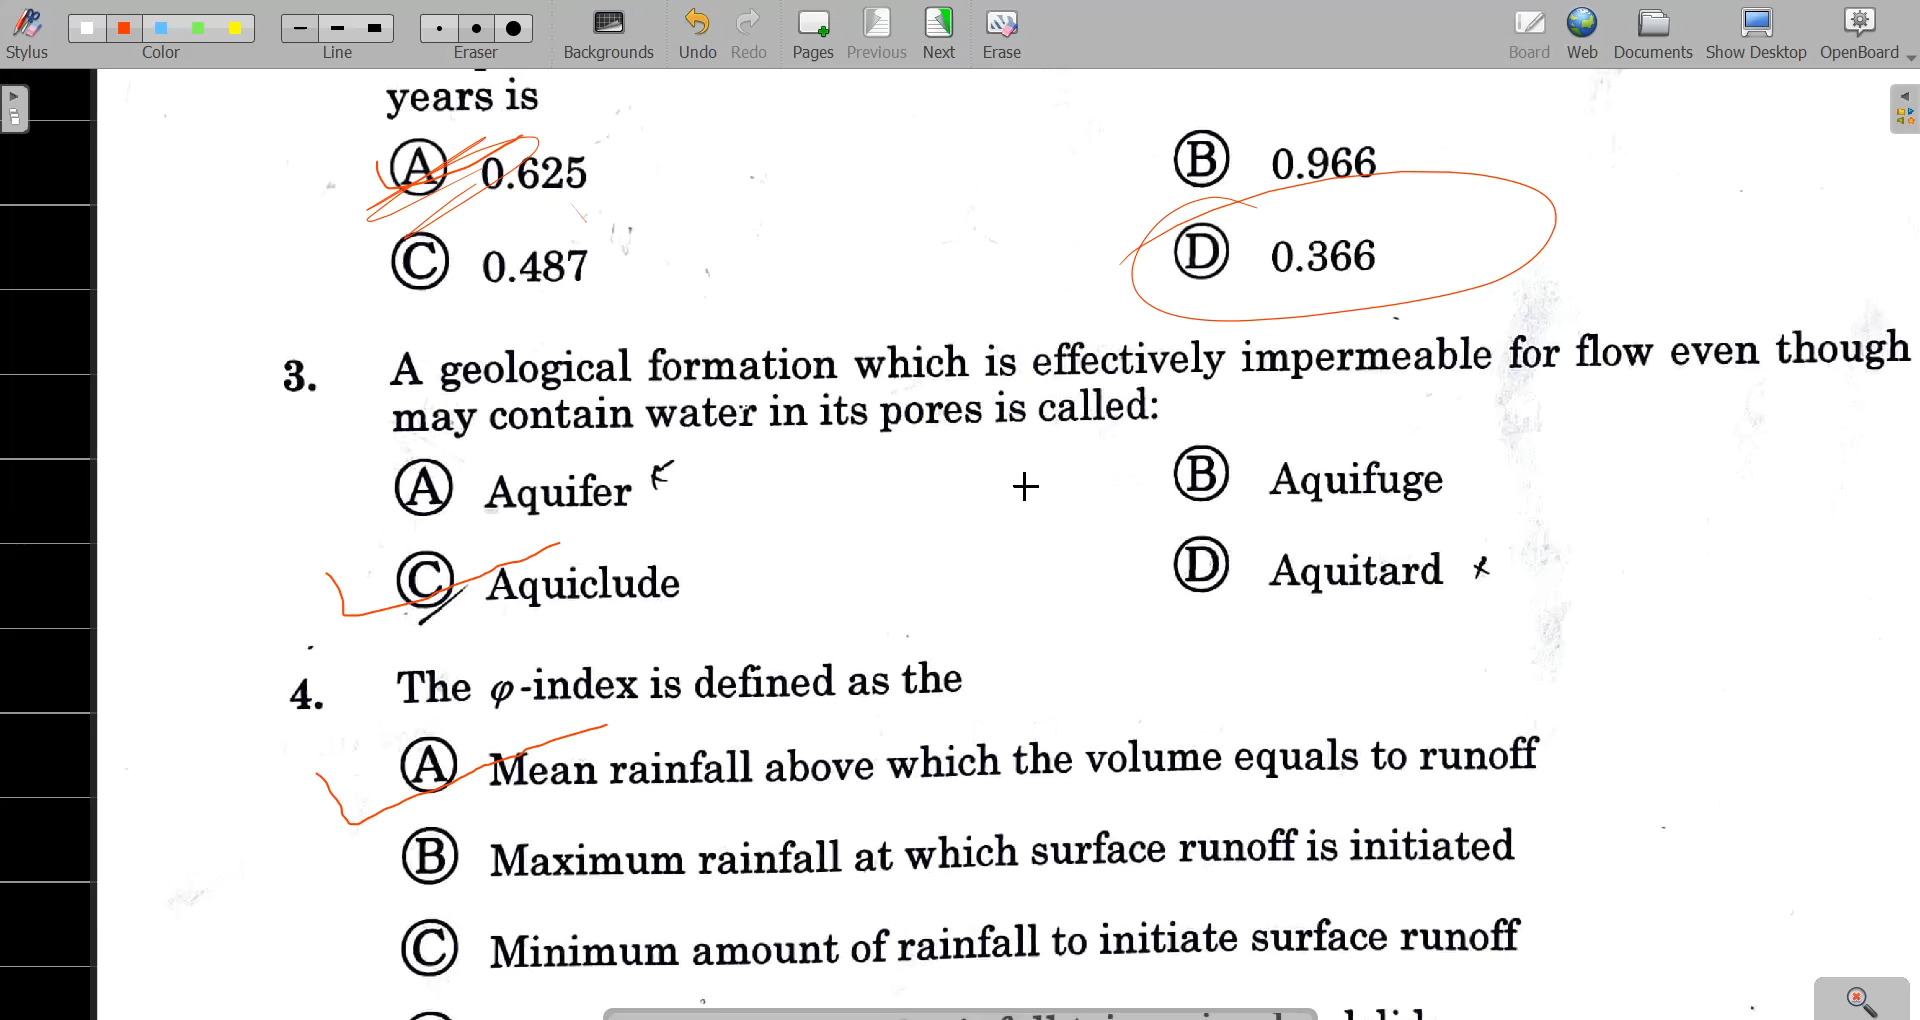 Stylus
Color
Line
Eraser
Backgrounds
Undo
Redo
Pages
Previous
Next
Erase
Board
Web
Documents
Show Desktop
OpenBoard
years is
A 0.625
B 0.966
C 0.487
D 0.366
3. A geological formation which is effectively impermeable for flow even though
may contain water in its pores is called:
A Aquifer
B Aquifuge
C Aquiclude
D Aquitard
4. The φ-index is defined as the
A Mean rainfall above which the volume equals to runoff
B Maximum rainfall at which surface runoff is initiated
C Minimum amount of rainfall to initiate surface runoff